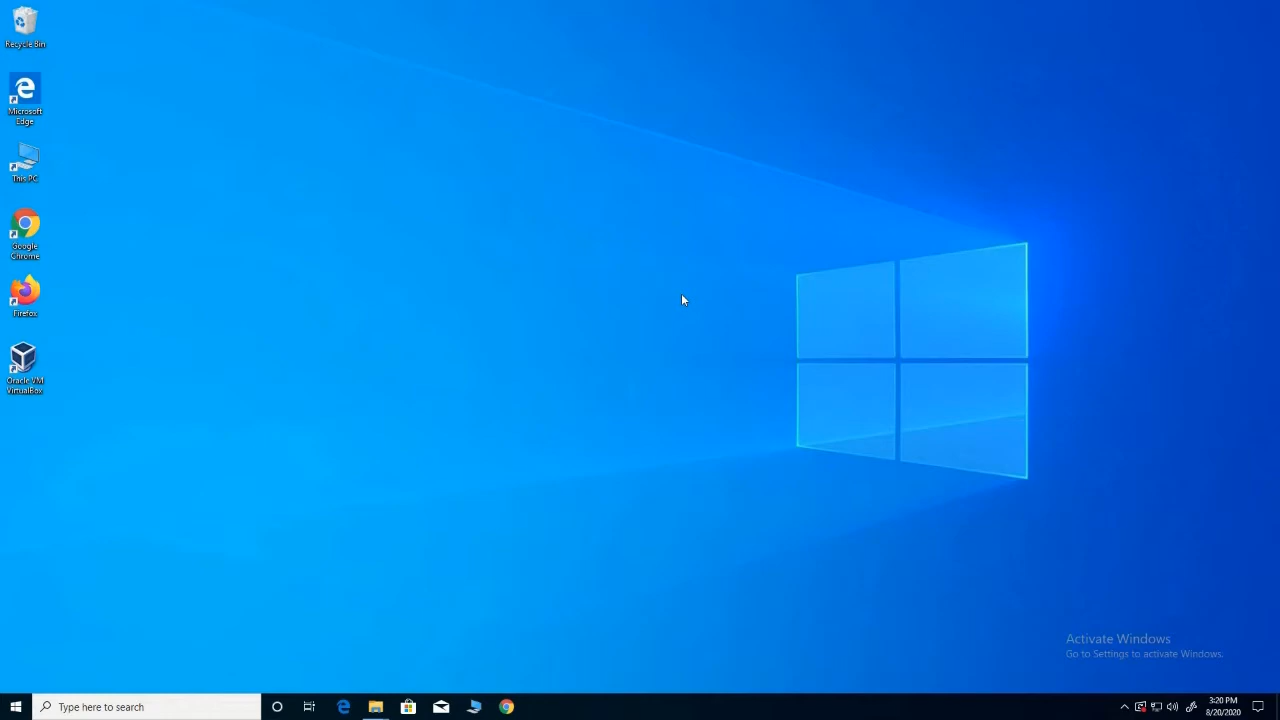 Recycle Bin
Microsoft
Edge
This PC
Google
Chrome
Firefox
Oracle VM
VirtualBox
Activate Windows
Go to Settings to activate Windows.
Type here to search
3:20 PM
8/20/2020